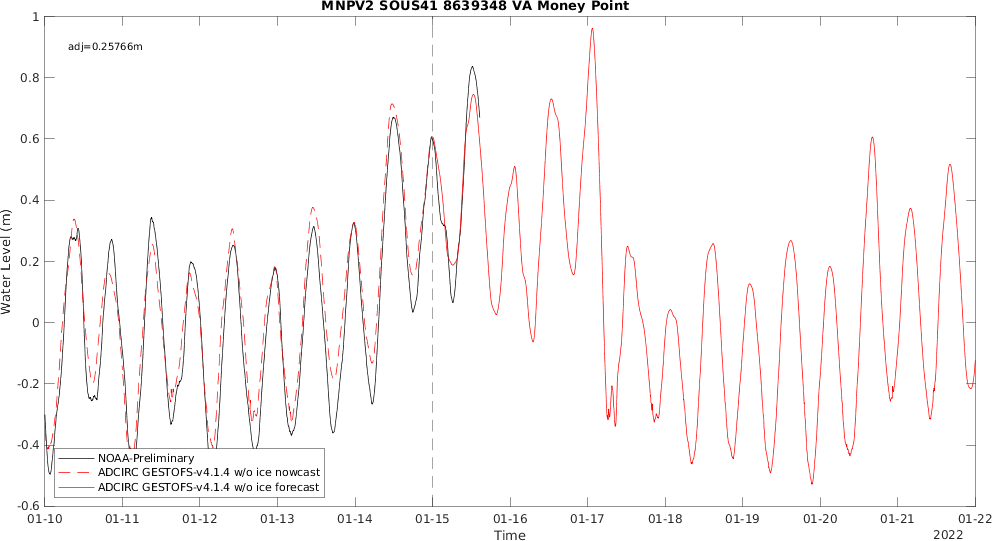 MNPV2 SOUS41 8639348 VA Money Point
adj=0.25766m
1
0.8
0.6
0.4
0.2
0
-0.2
-0.4
-0.6
Water Level (m)
NOAA-Preliminary
ADCIRC GESTOFS-v4.1.4 w/o ice nowcast
ADCIRC GESTOFS-v4.1.4 w/o ice forecast
01-10 01-11 01-12 01-13 01-14 01-15 01-16 01-17 01-18 01-19 01-20 01-21 01-22
Time
2022